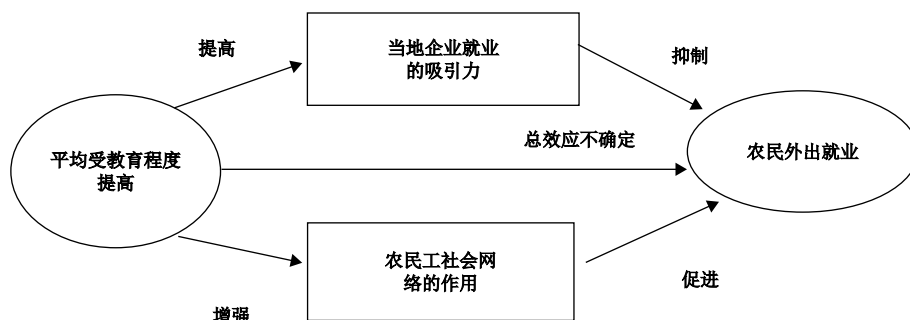 提高
当地企业就业
的吸引力
抑制
平均受教育程度
提高
总效应不确定
农民外出就业
农民工社会网
络的作用
增强
促进